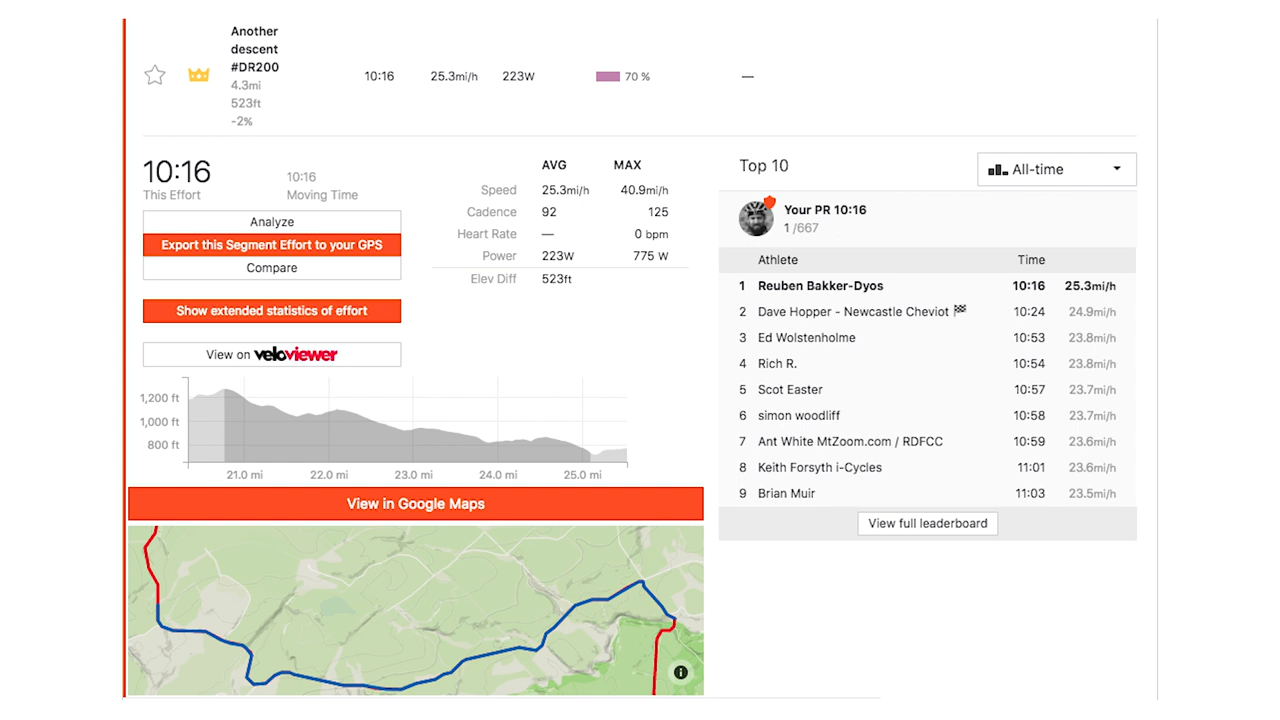 Another
descent
#DR200
4.3mi
523ft
-2%
10:16 25.3mi/h 223W 70 % —
10:16
This Effort
10:16
Moving Time
Analyze
Export this Segment Effort to your GPS
Compare
Show extended statistics of effort
View on veloviewer
AVG MAX
Speed 25.3mi/h 40.9mi/h
Cadence 92 125
Heart Rate — 0 bpm
Power 223W 775 W
Elev Diff 523ft
1,200 ft
1,000 ft
800 ft
21.0 mi 22.0 mi 23.0 mi 24.0 mi 25.0 mi
View in Google Maps
Top 10
All-time
Your PR 10:16
1 /667
Athlete Time
1 Reuben Bakker-Dyos 10:16 25.3mi/h
2 Dave Hopper - Newcastle Cheviot 10:24 24.9mi/h
3 Ed Wolstenholme 10:53 23.8mi/h
4 Rich R. 10:54 23.8mi/h
5 Scot Easter 10:57 23.7mi/h
6 simon woodliff 10:58 23.7mi/h
7 Ant White MtZoom.com / RDFCC 10:59 23.6mi/h
8 Keith Forsyth i-Cycles 11:01 23.6mi/h
9 Brian Muir 11:03 23.5mi/h
View full leaderboard